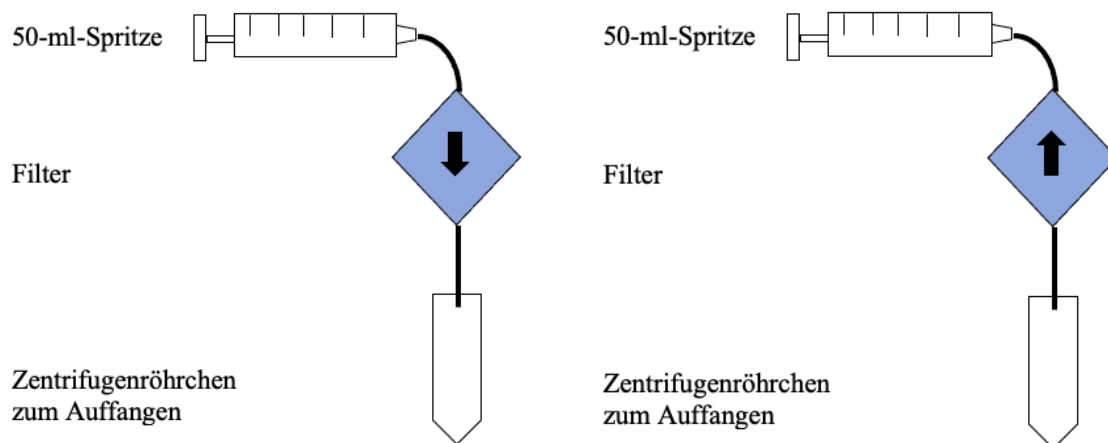 50-ml-Spritze
Filter
Zentrifugenröhrchen
zum Auffangen
50-ml-Spritze
Filter
Zentrifugenröhrchen
zum Auffangen